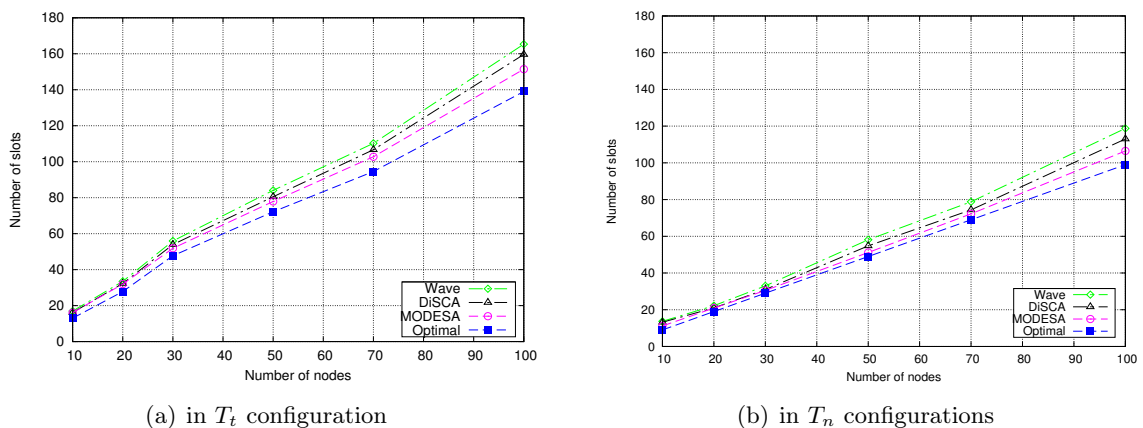 180
160
140
120
100
80
60
40
20
0
Number of slots
10 20 30 40 50 60 70 80 90 100
Number of nodes
Wave
DiSCA
MODESA
Optimal
(a) in T_t configuration
180
160
140
120
100
80
60
40
20
0
Number of slots
10 20 30 40 50 60 70 80 90 100
Number of nodes
Wave
DiSCA
MODESA
Optimal
(b) in T_n configurations